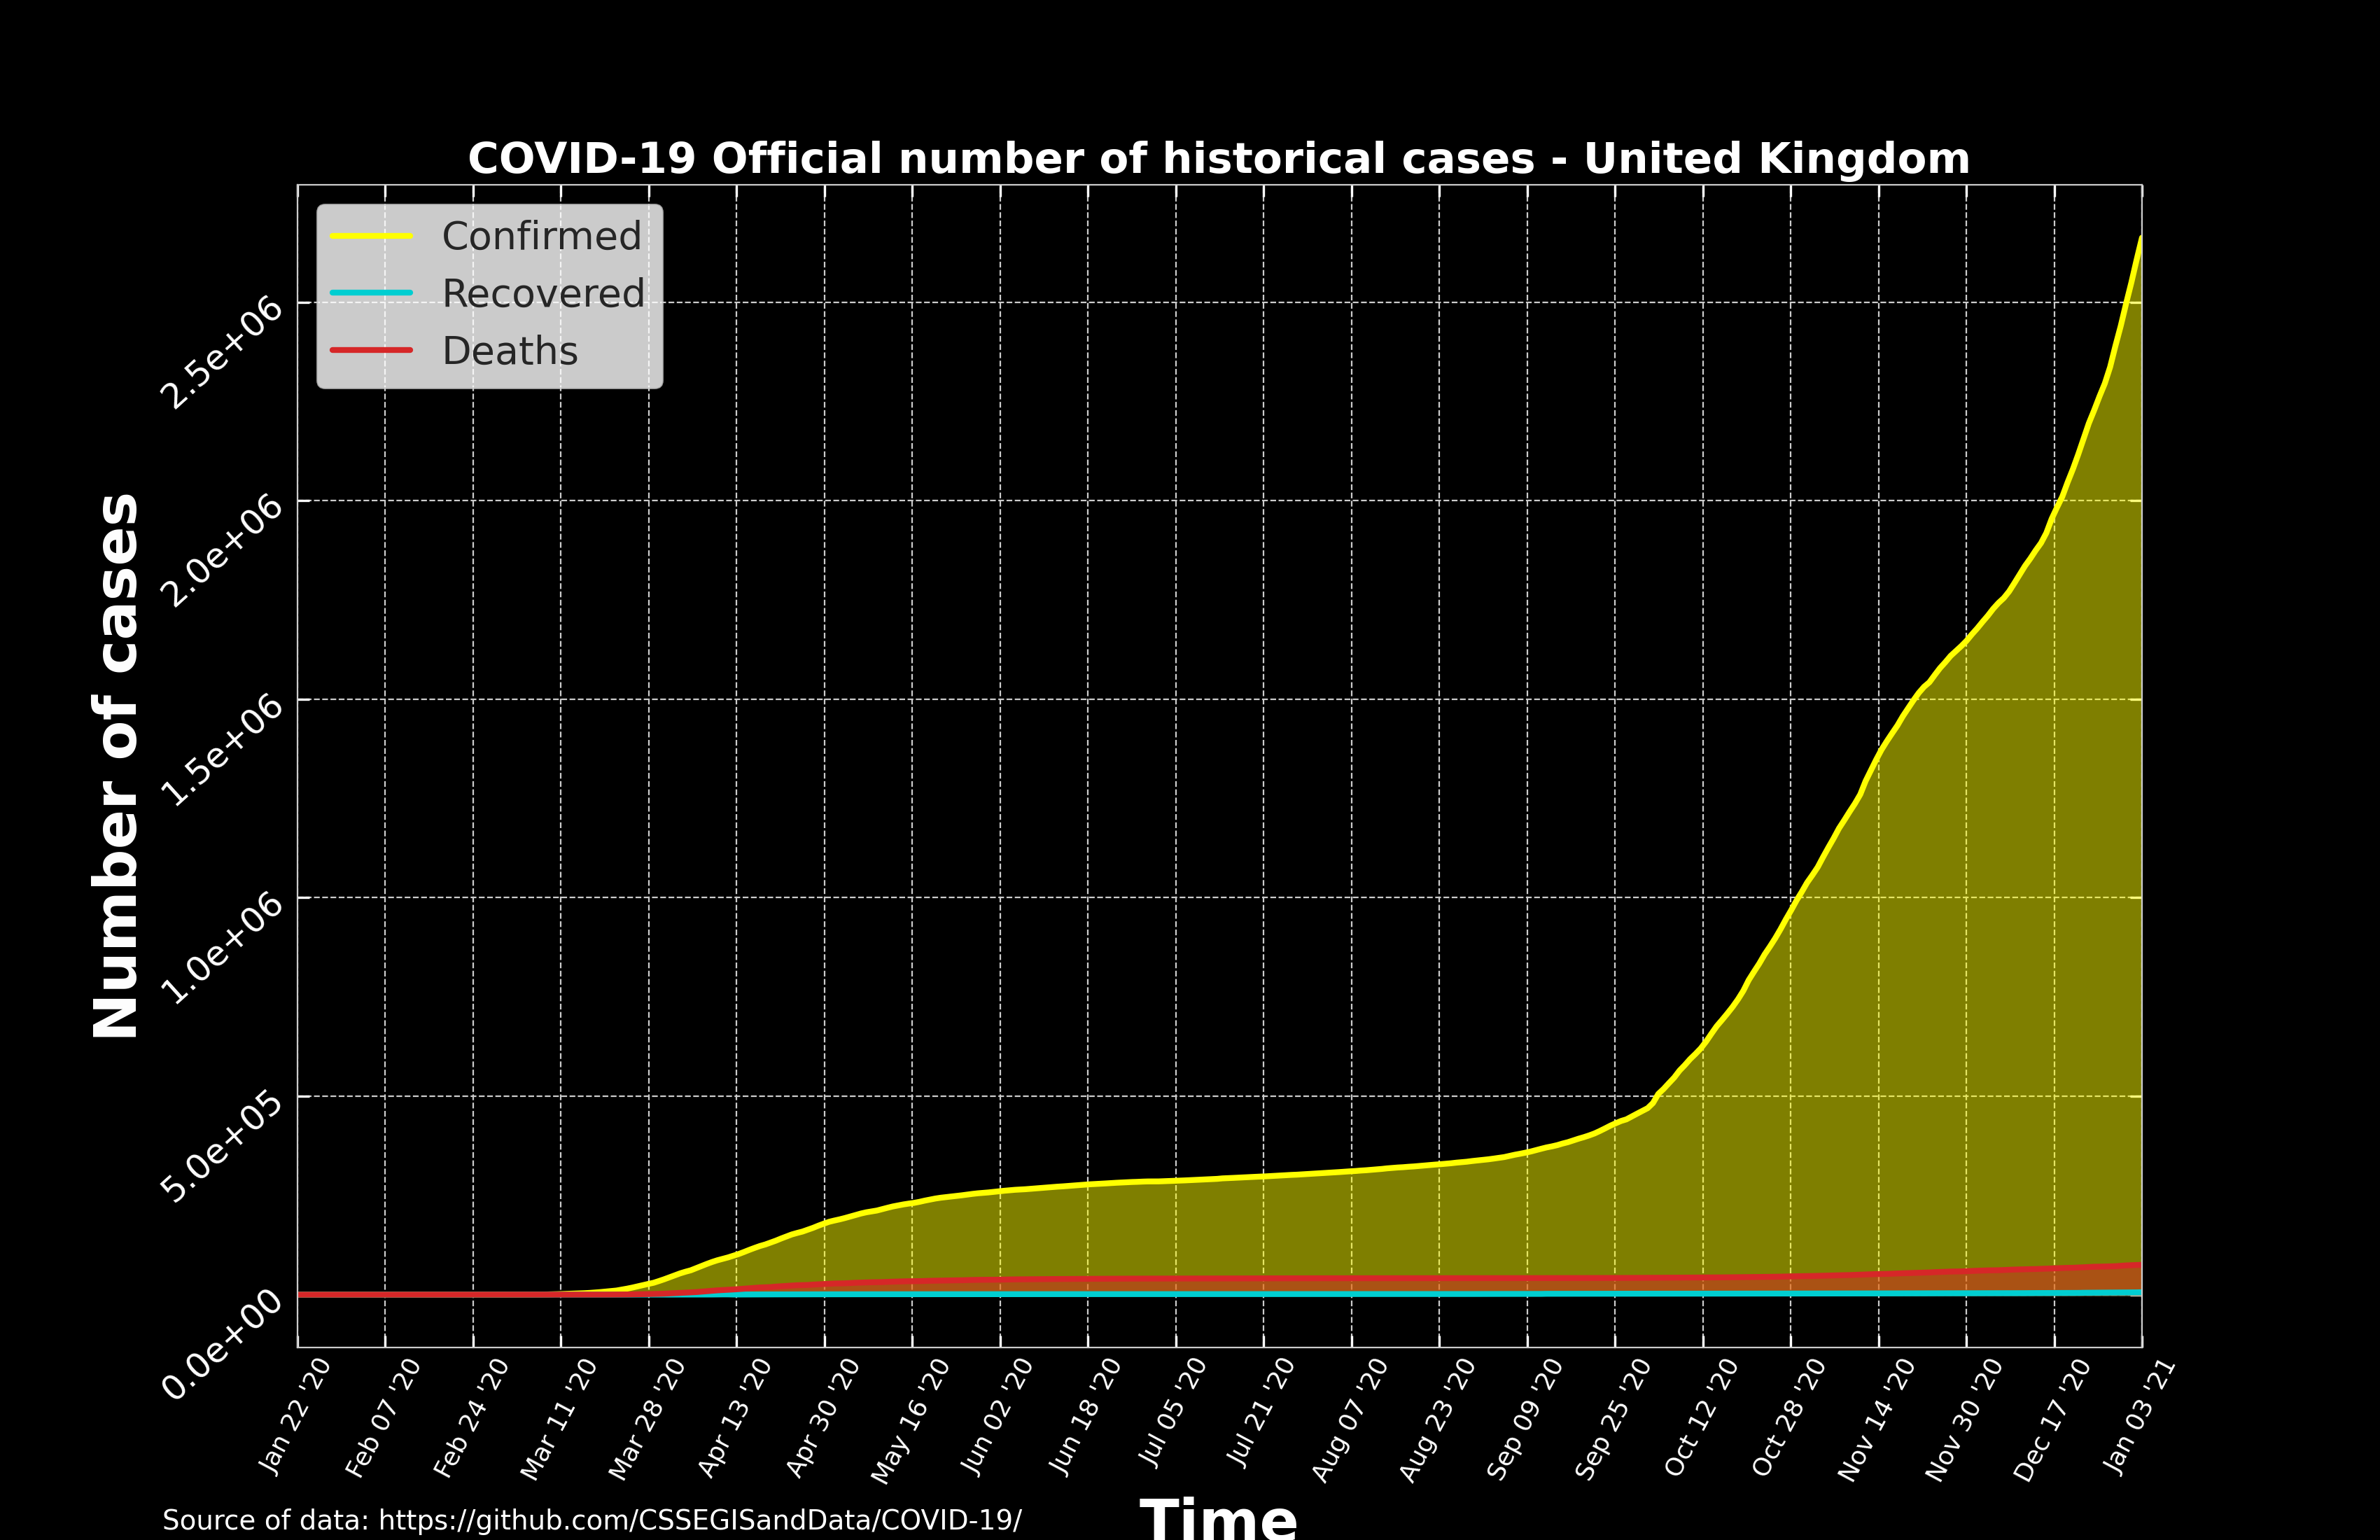 COVID-19 Official number of historical cases - United Kingdom
Confirmed
Recovered
Deaths
Number of cases
2.5e+06
2.0e+06
1.5e+06
1.0e+06
5.0e+05
0.0e+00
Jan 22 '20
Feb 07 '20
Feb 24 '20
Mar 11 '20
Mar 28 '20
Apr 13 '20
Apr 30 '20
May 16 '20
Jun 02 '20
Jun 18 '20
Jul 05 '20
Jul 21 '20
Aug 07 '20
Aug 23 '20
Sep 09 '20
Sep 25 '20
Oct 12 '20
Oct 28 '20
Nov 14 '20
Nov 30 '20
Dec 17 '20
Jan 03 '21
Time
Source of data: https://github.com/CSSEGISandData/COVID-19/